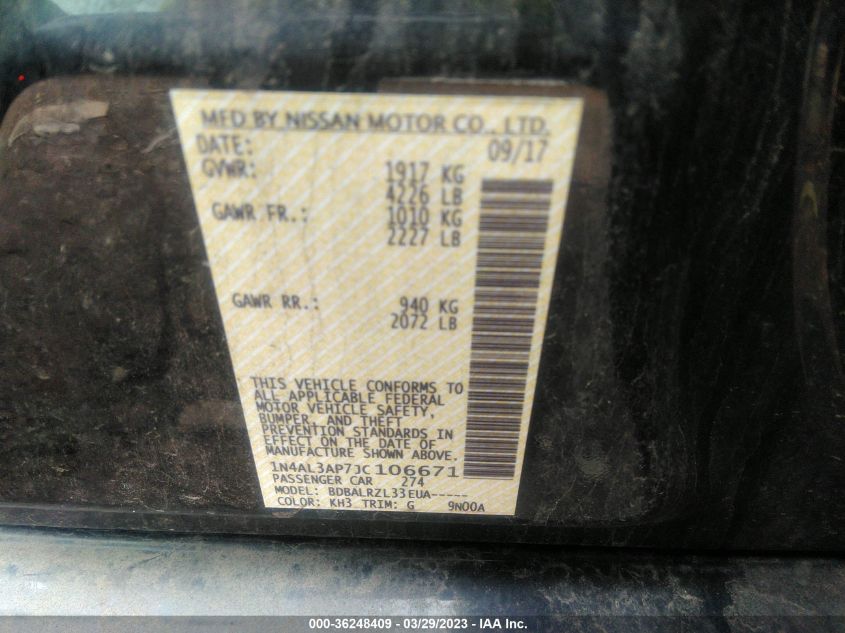 MFD BY NISSAN MOTOR CO., LTD.
DATE: 09/17
GVWR: 1917 KG
4226 LB
GAWR FR.: 1010 KG
2227 LB
GAWR RR.: 940 KG
2072 LB
THIS VEHICLE CONFORMS TO
ALL APPLICABLE FEDERAL
MOTOR VEHICLE SAFETY,
BUMPER, AND THEFT
PREVENTION STANDARDS IN
EFFECT ON THE DATE OF
MANUFACTURE SHOWN ABOVE.
1N4AL3AP7JC106671
PASSENGER CAR 274
MODEL: BDBALRZL33EUA-----
COLOR: KH3 TRIM: G 9N00A
000-36248409 — 03/29/2023 — IAA Inc.